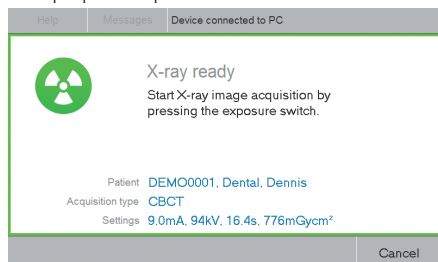 Help Messages Device connected to PC
X-ray ready
Start X-ray image acquisition by
pressing the exposure switch.
Patient DEMO0001, Dental, Dennis
Acquisition type CBCT
Settings 9.0mA, 94kV, 16.4s, 776mGycm²
Cancel